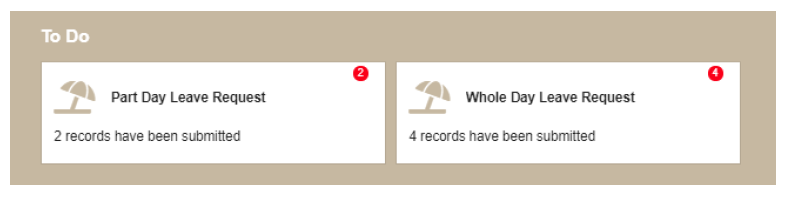 To Do
2
Part Day Leave Request
2 records have been submitted
4
Whole Day Leave Request
4 records have been submitted